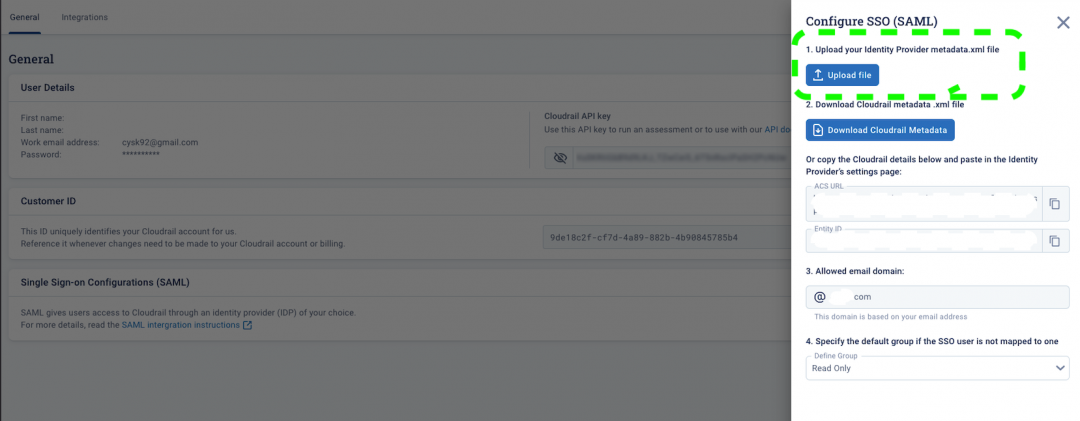 General
Integrations
General
User Details
First name:
Last name:
Work email address: cysk92@gmail.com
Password: **********
Cloudrail API key
Use this API key to run an assessment or to use with our API do
Customer ID
This ID uniquely identifies your Cloudrail account for us.
Reference it whenever changes need to be made to your Cloudrail account or billing.
9de18c2f-cf7d-4a89-882b-4b90845785b4
Single Sign-on Configurations (SAML)
SAML gives users access to Cloudrail through an identity provider (IDP) of your choice.
For more details, read the SAML intergration instructions
Configure SSO (SAML)
1. Upload your Identity Provider metadata.xml file
Upload file
2. Download Cloudrail metadata .xml file
Download Cloudrail Metadata
Or copy the Cloudrail details below and paste in the Identity
Provider's settings page:
ACS URL
Entity ID
3. Allowed email domain:
@ com
This domain is based on your email address
4. Specify the default group if the SSO user is not mapped to one
Define Group
Read Only